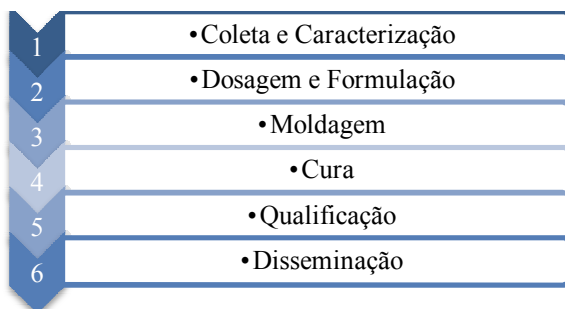 1 •Coleta e Caracterização
2 •Dosagem e Formulação
3 •Moldagem
4 •Cura
5 •Qualificação
6 •Disseminação